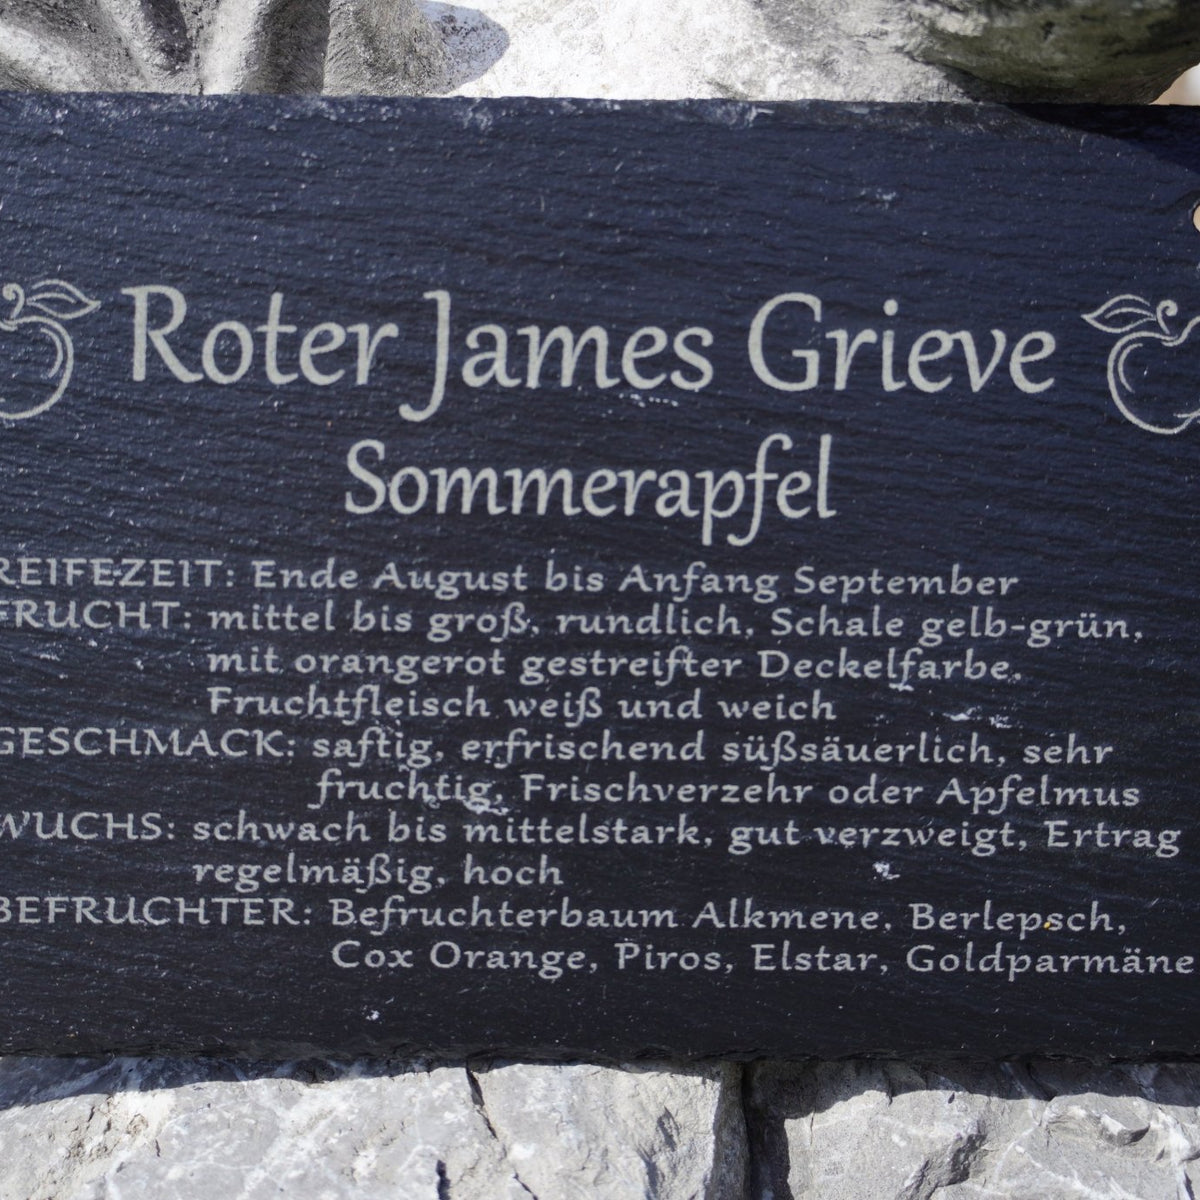 Roter James Grieve
Sommerapfel
REIFEZEIT: Ende August bis Anfang September
FRUCHT: mittel bis groß, rundlich, Schale gelb-grün,
mit orangerot gestreifter Deckelfarbe.
Fruchtfleisch weiß und weich
GESCHMACK: saftig, erfrischend süßsäuerlich, sehr
fruchtig, Frischverzehr oder Apfelmus
WUCHS: schwach bis mittelstark, gut verzweigt, Ertrag
regelmäßig, hoch
BEFRUCHTER: Befruchterbaum Alkmene, Berlepsch,
Cox Orange, Piros, Elstar, Goldparmäne